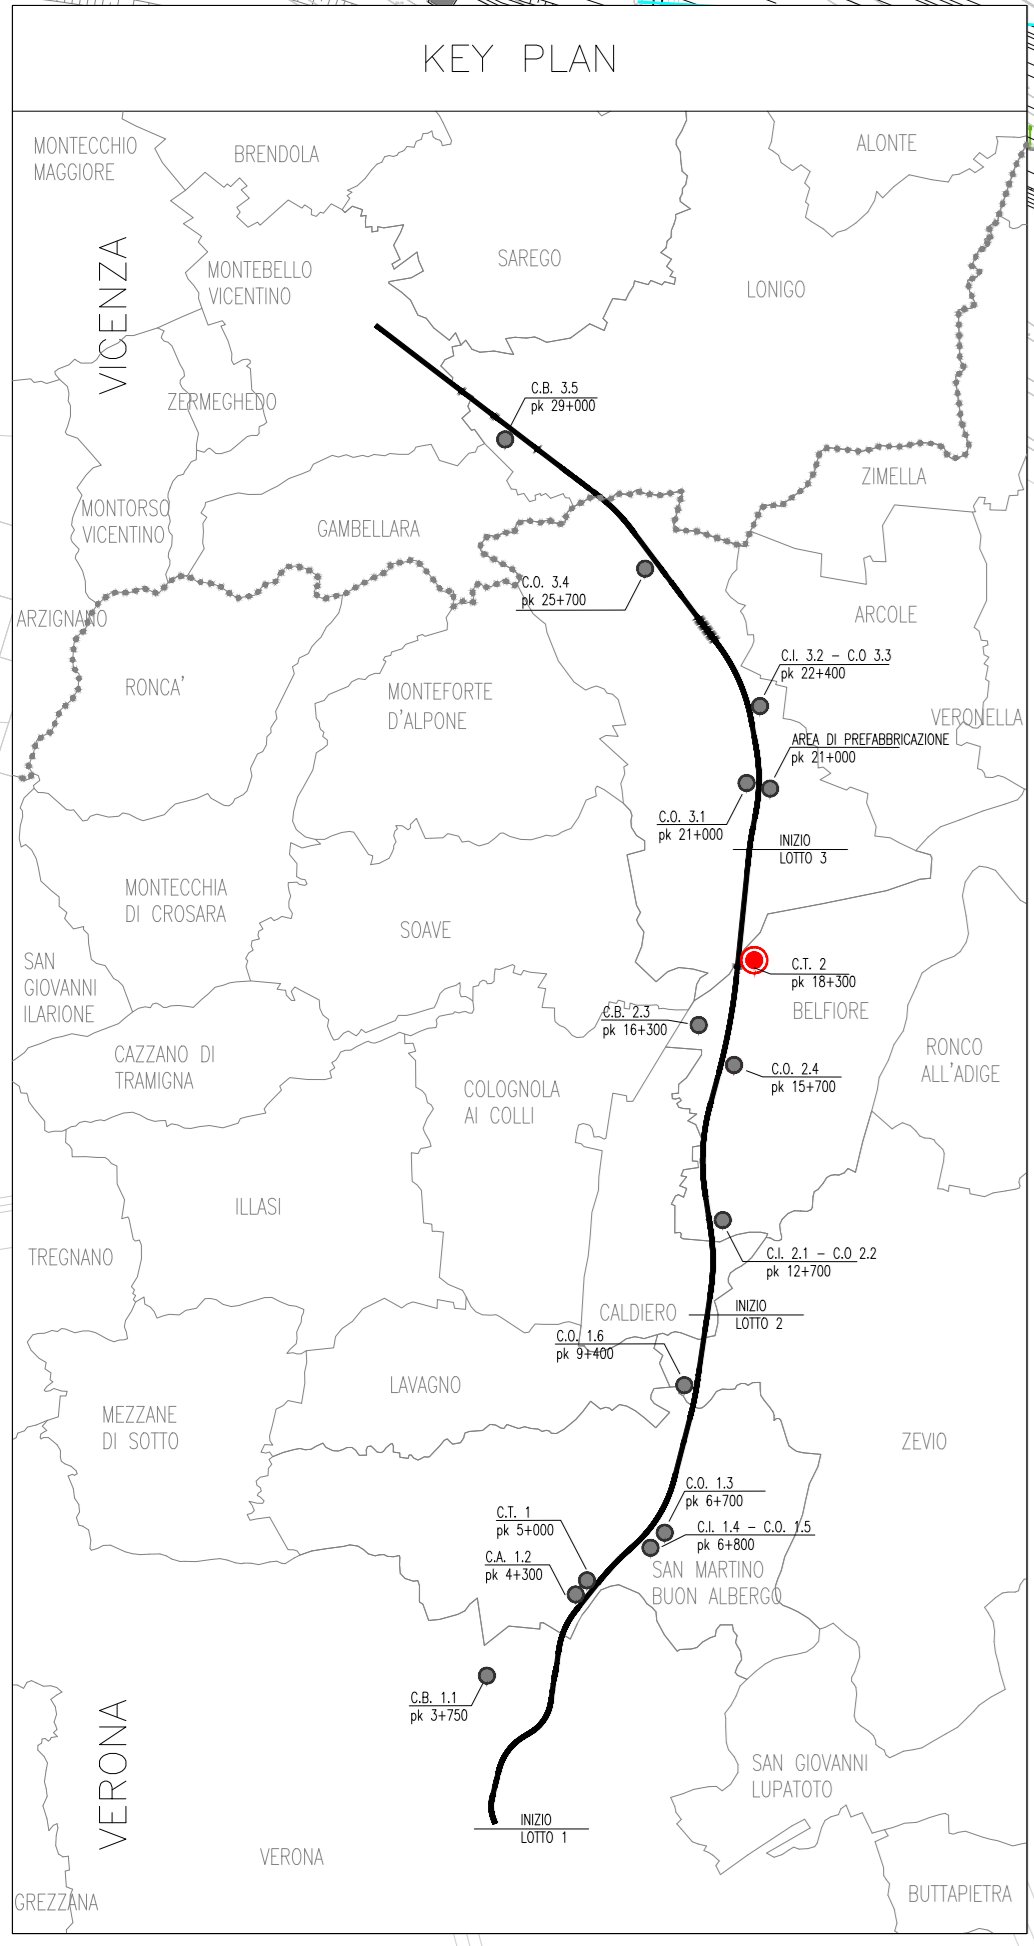 KEY PLAN
MONTECCHIO
MAGGIORE
BRENDOLA
ALONTE
VICENZA
SAREGO
MONTEBELLO
VICENTINO
LONIGO
C.B. 3.5
pk 29+000
ZERMEGHEDO
ZIMELLA
MONTORSO
VICENTINO
GAMBELLARA
C.O. 3.4
pk 25+700
ARZIGNANO
ARCOLE
C.I. 3.2 - C.O 3.3
pk 22+400
RONCA'
MONTEFORTE
D'ALPONE
VERONELLA
AREA DI PREFABBRICAZIONE
pk 21+000
C.O. 3.1
pk 21+000
INIZIO
LOTTO 3
MONTECCHIA
DI CROSARA
SOAVE
SAN
GIOVANNI
ILARIONE
C.T. 2
pk 18+300
C.B. 2.3
pk 16+300
BELFIORE
CAZZANO DI
TRAMIGNA
RONCO
ALL'ADIGE
C.O. 2.4
pk 15+700
COLOGNOLA
AI COLLI
ILLASI
TREGNANO
C.I. 2.1 - C.O 2.2
pk 12+700
CALDIERO
INIZIO
LOTTO 2
C.O. 1.6
pk 9+400
LAVAGNO
MEZZANE
DI SOTTO
ZEVIO
C.O. 1.3
pk 6+700
C.T. 1
pk 5+000
C.I. 1.4 - C.O. 1.5
pk 6+800
C.A. 1.2
pk 4+300
SAN MARTINO
BUON ALBERGO
C.B. 1.1
pk 3+750
VERONA
SAN GIOVANNI
LUPATOTO
INIZIO
LOTTO 1
VERONA
GREZZANA
BUTTAPIETRA